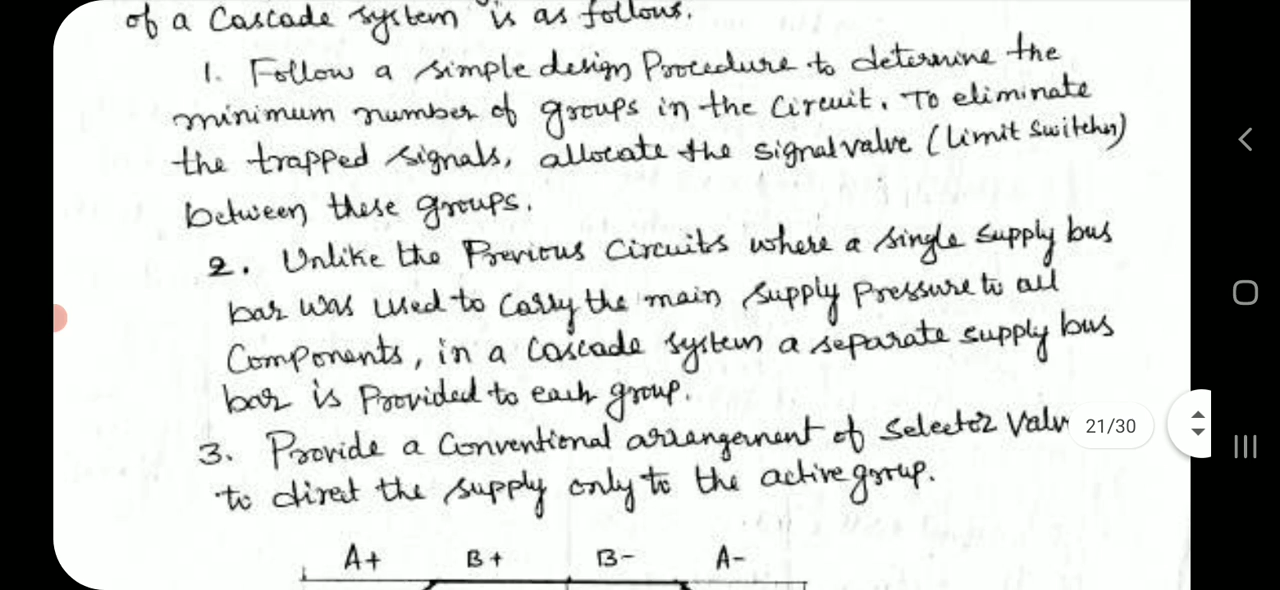 of a Cascade system is as follows.
1. Follow a simple design Procedure to determine the
minimum number of groups in the Circuit. To eliminate
the trapped signals, allocate the signal valve (limit switches)
between these groups.
2. Unlike the Previous Circuits where a single supply bus
bar was used to carry the main supply pressure to all
Components, in a Cascade system a separate supply bus
bar is Provided to each group.
3. Provide a Conventional arrangement of selector Valv
21/30
to direct the supply only to the active group.
A+ B+ B- A-